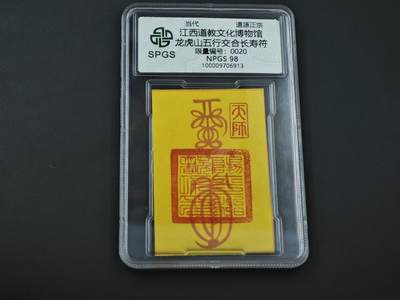 当代 道源正宗
江西道教文化博物馆
龙虎山五行交合长寿符
限量编号:0020
SPGS
NPGS 98
100009706913
天师